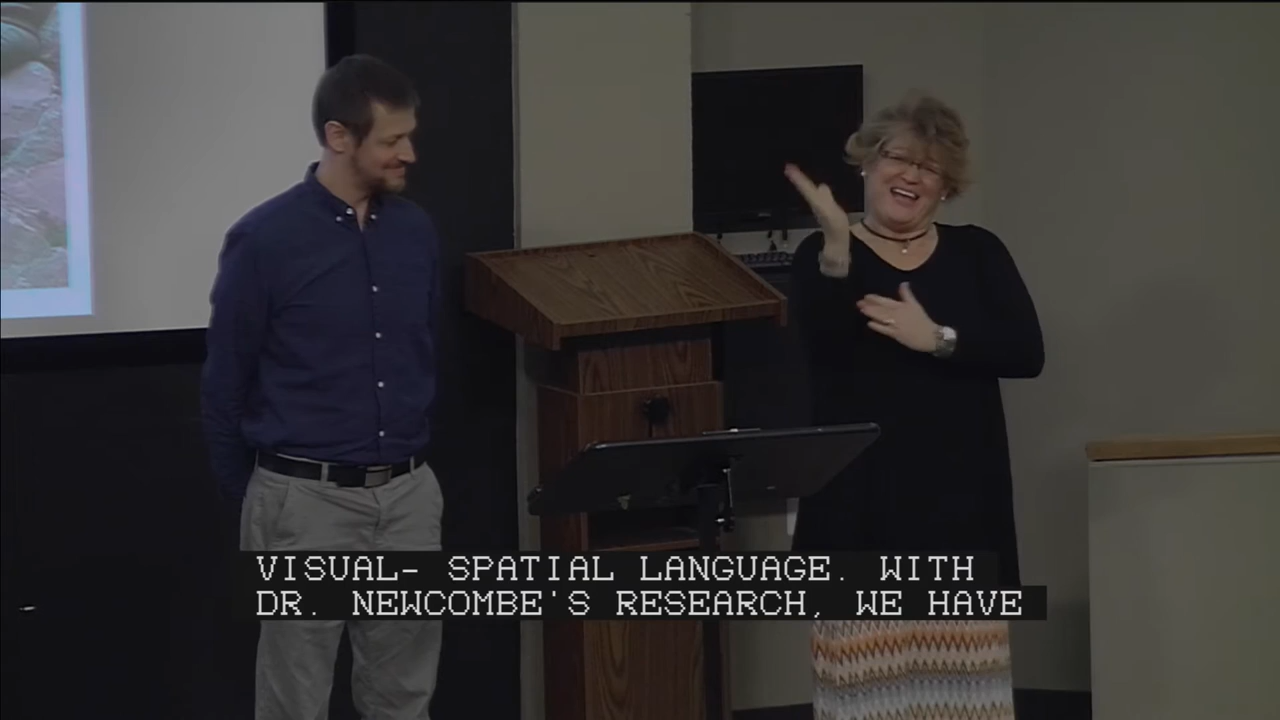 VISUAL- SPATIAL LANGUAGE. WITH
DR. NEWCOMBE'S RESEARCH, WE HAVE